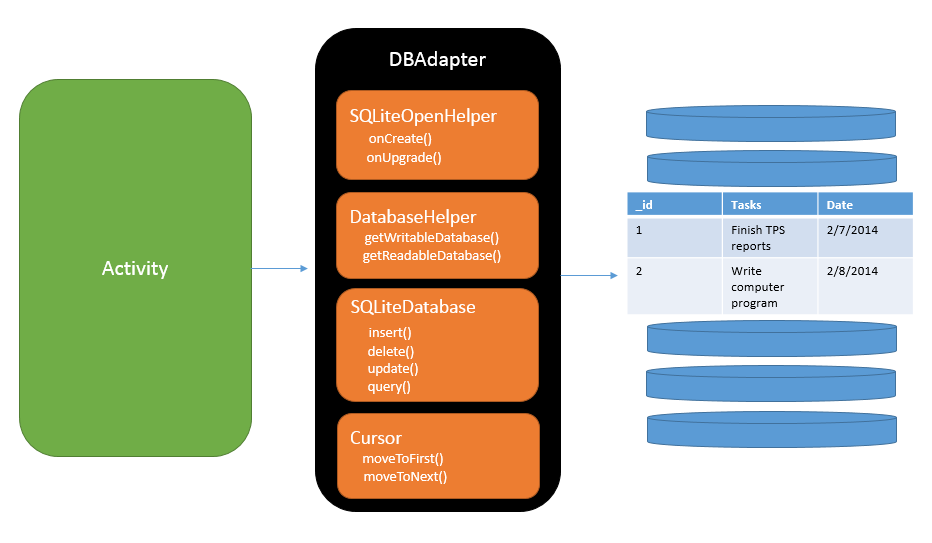 Activity
DBAdapter
SQLiteOpenHelper
onCreate()
onUpgrade()
DatabaseHelper
getWritableDatabase()
getReadableDatabase()
SQLiteDatabase
insert()
delete()
update()
query()
Cursor
moveToFirst()
moveToNext()
_id Tasks Date
1 Finish TPS 2/7/2014
reports
2 Write 2/8/2014
computer
program